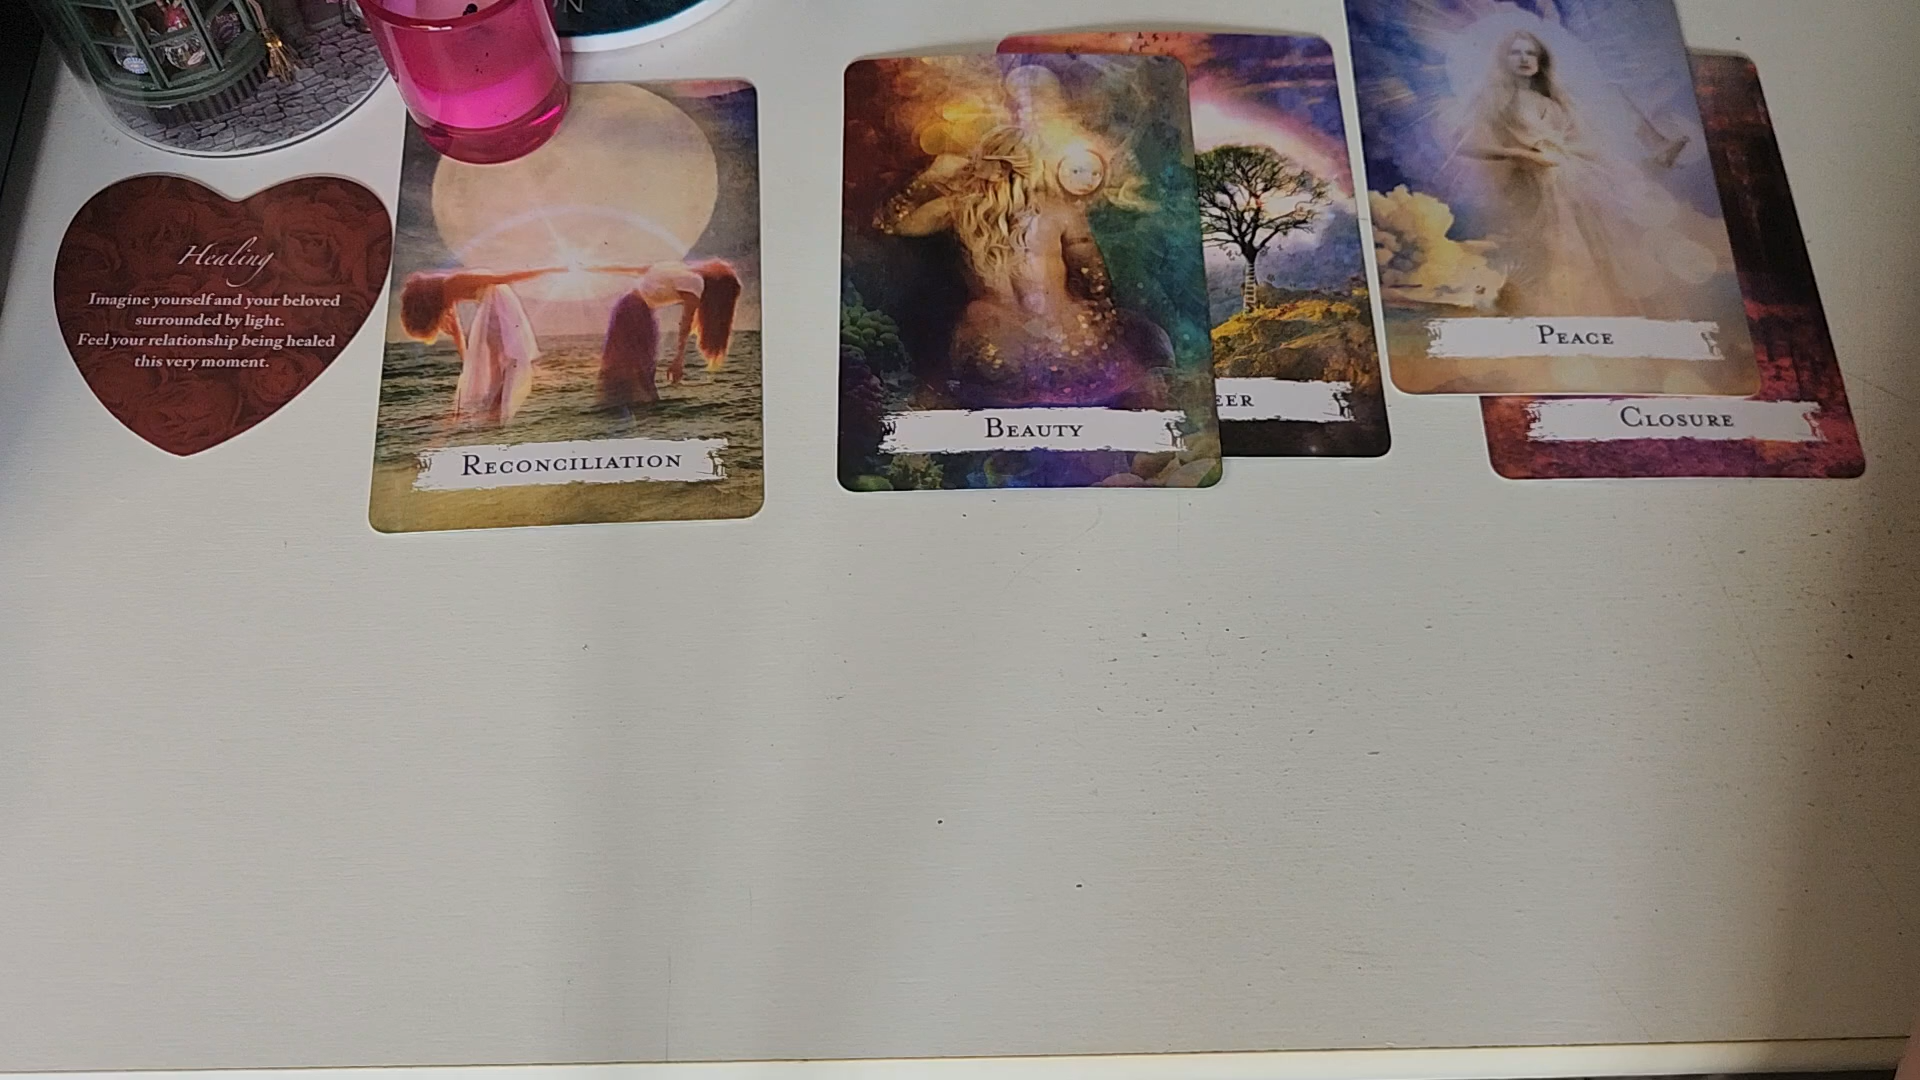 Healing
Imagine yourself and your beloved
surrounded by light.
Feel your relationship being healed
this very moment.
Reconciliation
Beauty
eer
Peace
Closure